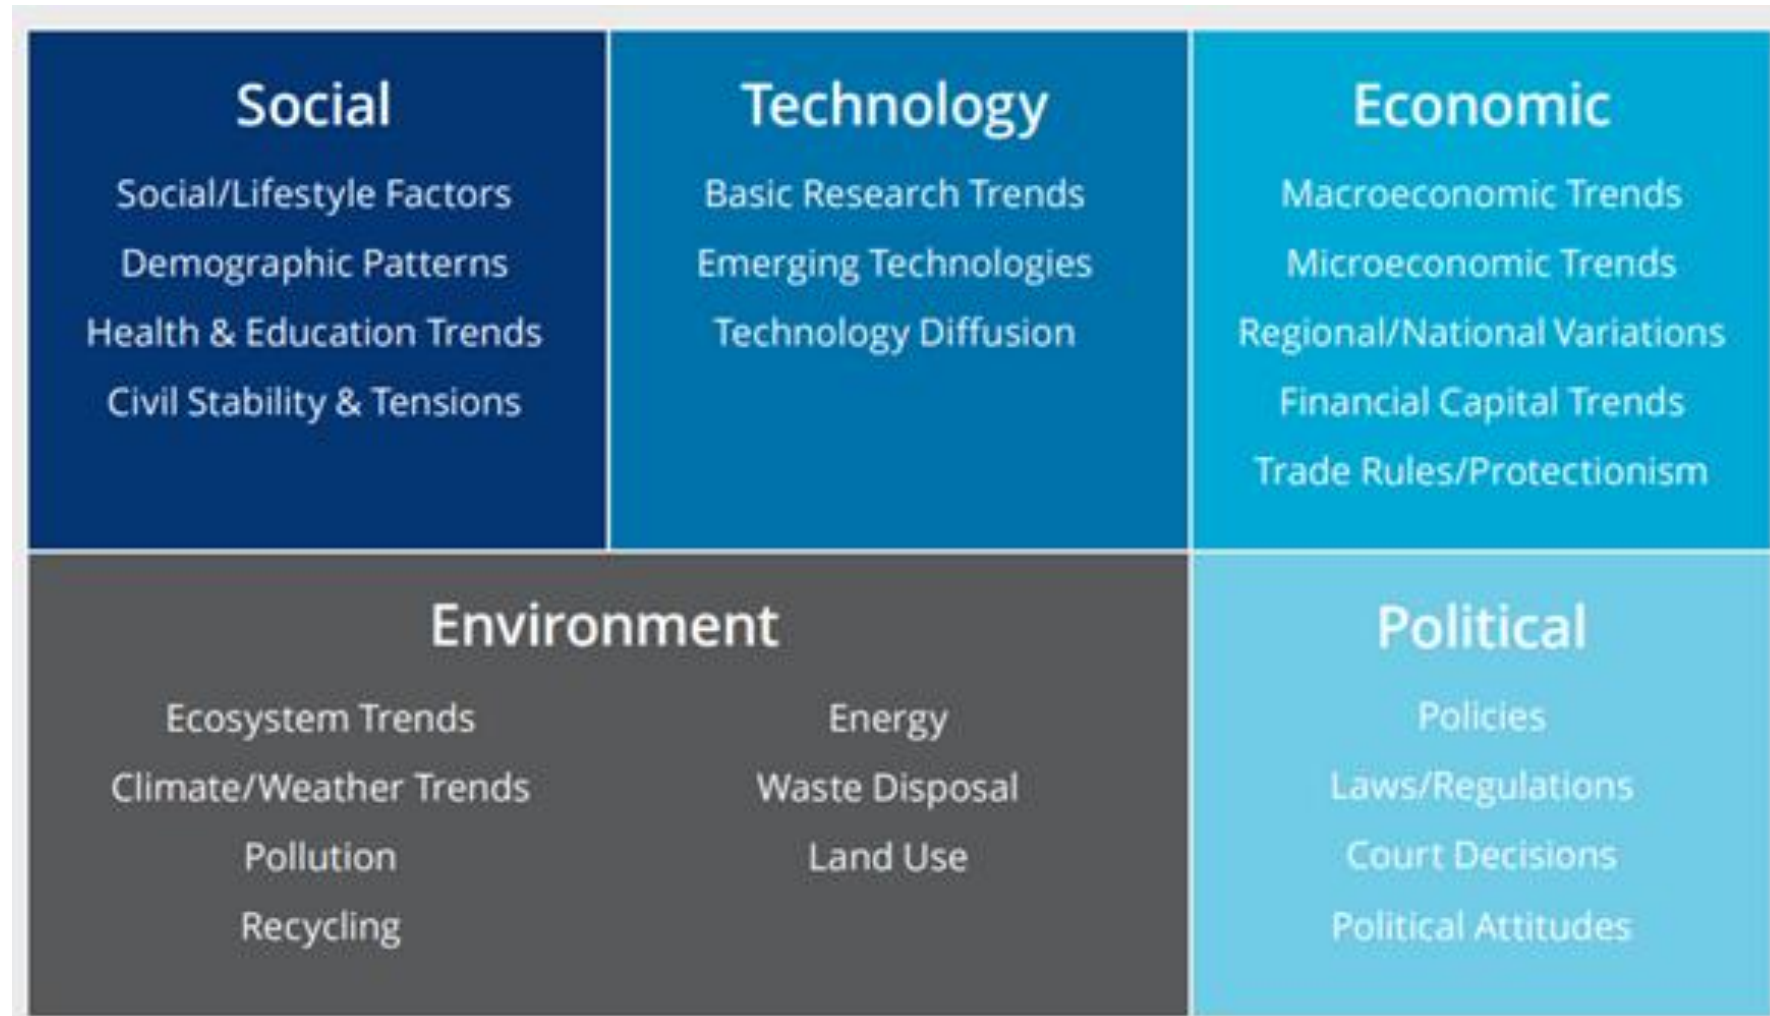 Social
Social/Lifestyle Factors
Demographic Patterns
Health & Education Trends
Civil Stability & Tensions
Technology
Basic Research Trends
Emerging Technologies
Technology Diffusion
Economic
Macroeconomic Trends
Microeconomic Trends
Regional/National Variations
Financial Capital Trends
Trade Rules/Protectionism
Environment
Ecosystem Trends
Climate/Weather Trends
Pollution
Recycling
Energy
Waste Disposal
Land Use
Political
Policies
Laws/Regulations
Court Decisions
Political Attitudes